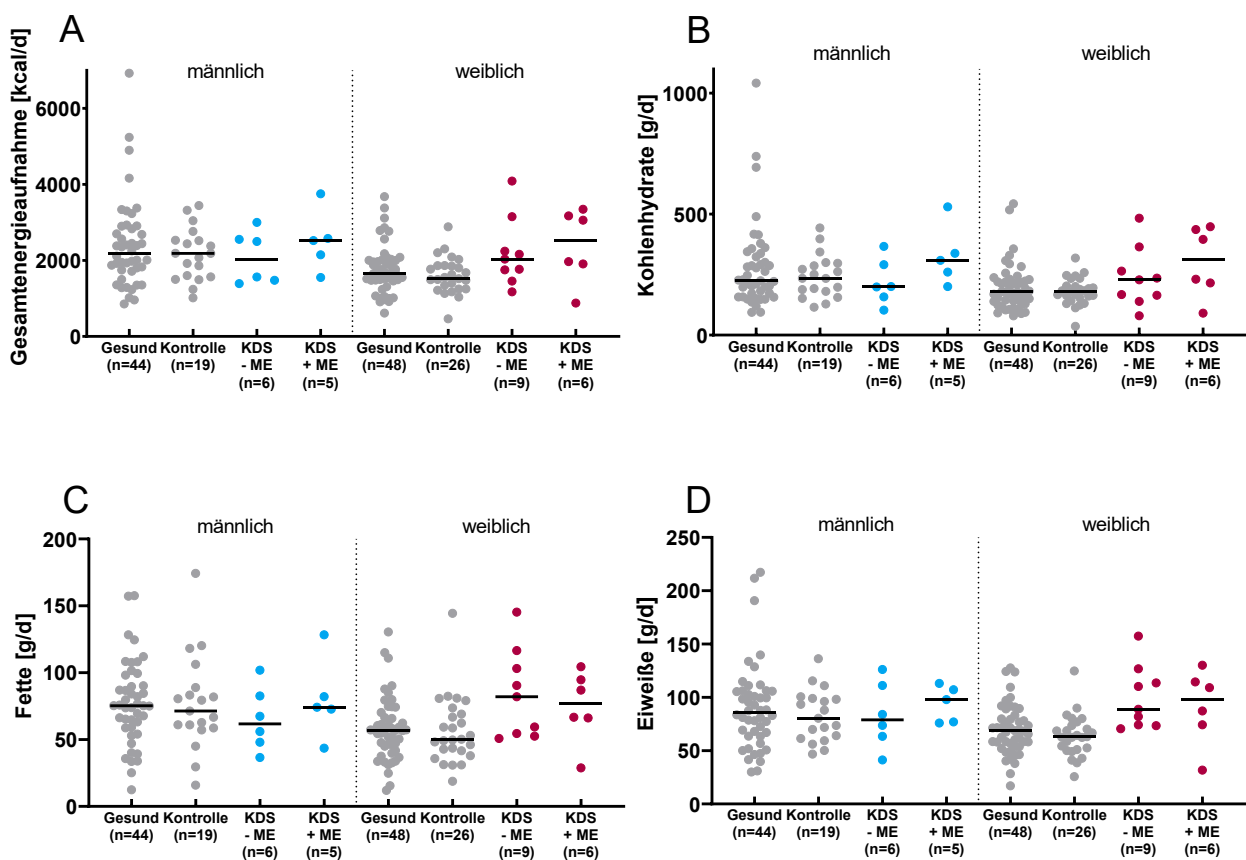 A
männlich
weiblich
Gesamtenergieaufnahme [kcal/d]
6000
4000
2000
0
Gesund Kontrolle KDS KDS Gesund Kontrolle KDS KDS
(n=44) (n=19) - ME + ME (n=48) (n=26) - ME + ME
(n=6) (n=5) (n=9) (n=6)
B
männlich
weiblich
Kohlenhydrate [g/d]
1000
500
0
Gesund Kontrolle KDS KDS Gesund Kontrolle KDS KDS
(n=44) (n=19) - ME + ME (n=48) (n=26) - ME + ME
(n=6) (n=5) (n=9) (n=6)
C
männlich
weiblich
Fette [g/d]
200
150
100
50
0
Gesund Kontrolle KDS KDS Gesund Kontrolle KDS KDS
(n=44) (n=19) - ME + ME (n=48) (n=26) - ME + ME
(n=6) (n=5) (n=9) (n=6)
D
männlich
weiblich
Eiweiße [g/d]
250
200
150
100
50
0
Gesund Kontrolle KDS KDS Gesund Kontrolle KDS KDS
(n=44) (n=19) - ME + ME (n=48) (n=26) - ME + ME
(n=6) (n=5) (n=9) (n=6)